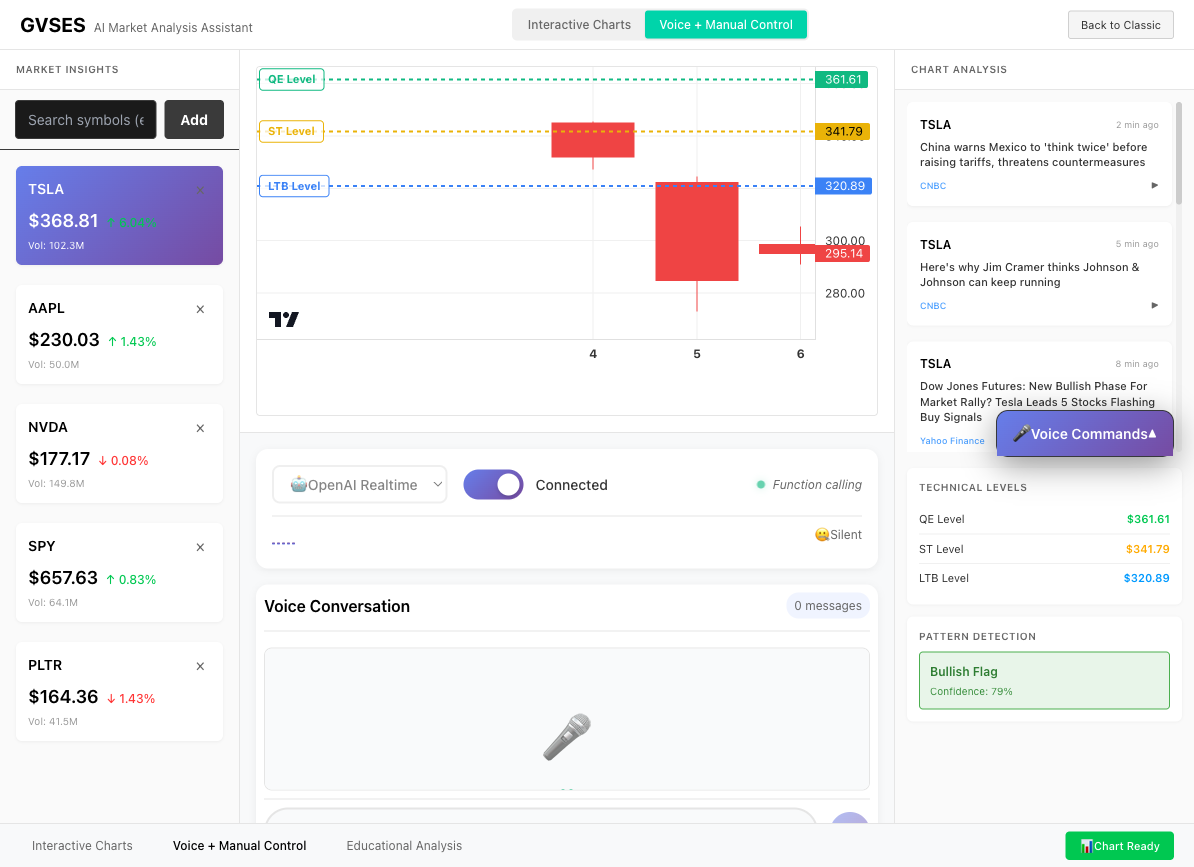 GVSES AI Market Analysis Assistant
Interactive Charts
Voice + Manual Control
Back to Classic
MARKET INSIGHTS
Search symbols (e
Add
TSLA
$368.81 ↑ 6.04%
Vol: 102.3M
AAPL ×
$230.03 ↑ 1.43%
Vol: 50.0M
NVDA ×
$177.17 ↓ 0.08%
Vol: 149.8M
SPY ×
$657.63 ↑ 0.83%
Vol: 64.1M
PLTR ×
$164.36 ↓ 1.43%
Vol: 41.5M
QE Level 361.61
ST Level 341.79
LTB Level 320.89
300.00
295.14
280.00
4 5 6
🤖OpenAI Realtime
Connected
Function calling
🤐Silent
Voice Conversation
0 messages
CHART ANALYSIS
TSLA 2 min ago
China warns Mexico to 'think twice' before
raising tariffs, threatens countermeasures
CNBC ▶
TSLA 5 min ago
Here's why Jim Cramer thinks Johnson &
Johnson can keep running
CNBC ▶
TSLA 8 min ago
Dow Jones Futures: New Bullish Phase For
Market Rally? Tesla Leads 5 Stocks Flashing
Buy Signals
Yahoo Finance
🎤Voice Commands▲
TECHNICAL LEVELS
QE Level $361.61
ST Level $341.79
LTB Level $320.89
PATTERN DETECTION
Bullish Flag
Confidence: 79%
Interactive Charts
Voice + Manual Control
Educational Analysis
📊Chart Ready